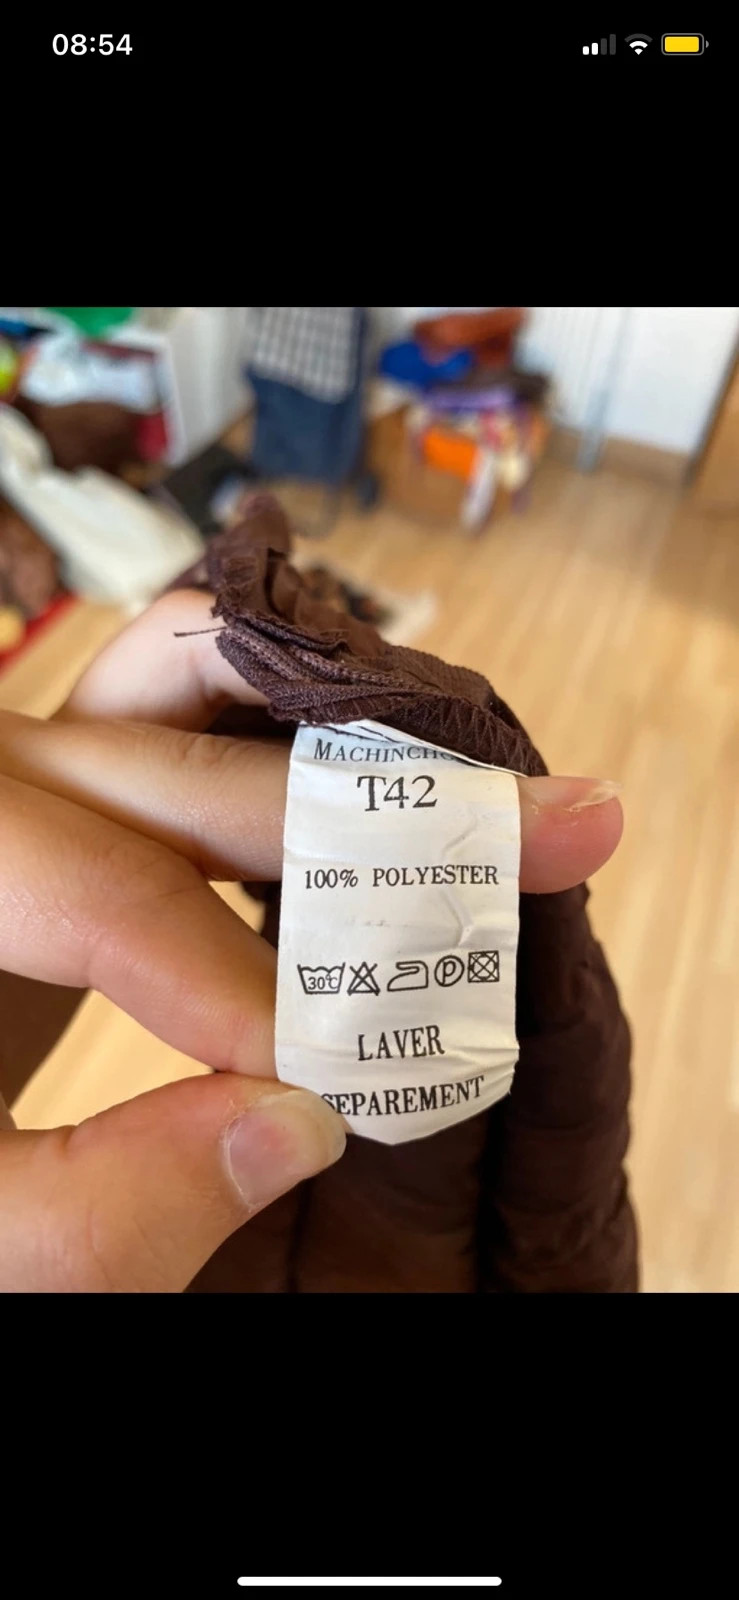 08:54
T42
100% POLYESTER
30°C P
LAVER
SEPAREMENT